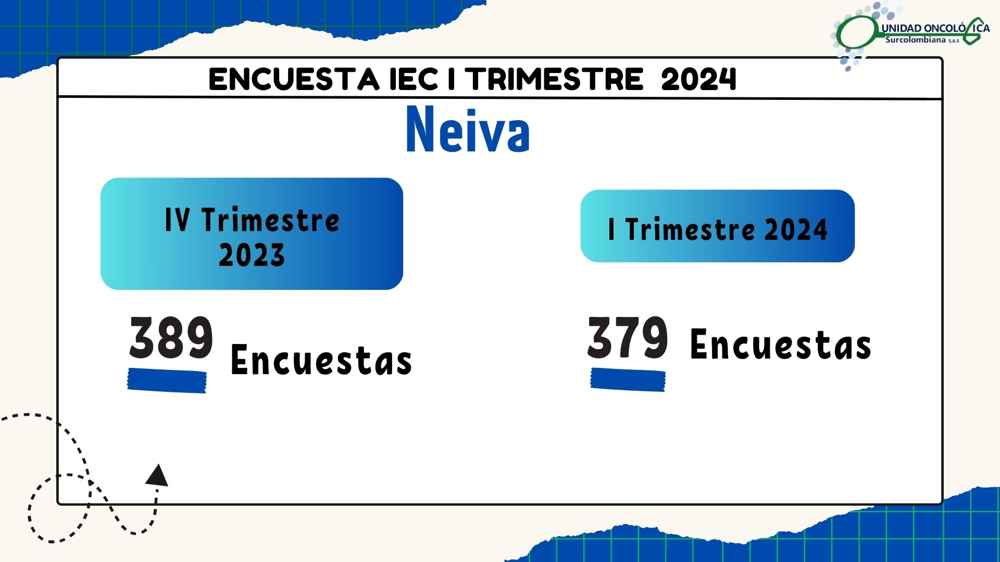 UNIDAD ONCOLÓGICA
Surcolombiana S.A.S
ENCUESTA IEC I TRIMESTRE 2024
Neiva
IV Trimestre
2023
I Trimestre 2024
389 Encuestas
379 Encuestas